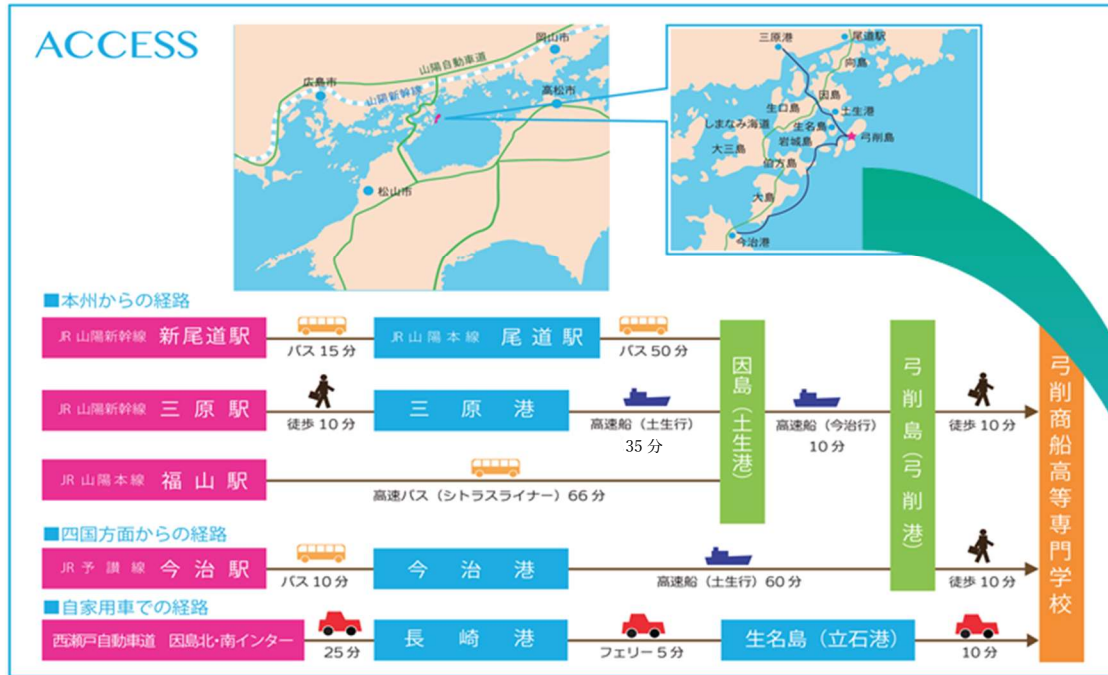 ACCESS
岡山市
山陽自動車道
広島市
山陽新幹線
高松市
松山市
三原港
尾道駅
向島
因島
生口島
土生港
しまなみ海道
生名島
弓削島
大三島
岩城島
伯方島
大島
今治港
■本州からの経路
JR山陽新幹線 新尾道駅
バス 15 分
JR山陽本線 尾道駅
バス 50 分
JR山陽新幹線 三原駅
徒歩 10 分
三原港
高速船（土生行）
35 分
因島（土生港）
高速船（今治行）
10 分
弓削島（弓削港）
徒歩 10 分
弓削商船高等専門学校
JR山陽本線 福山駅
高速バス（シトラスライナー）66 分
■四国方面からの経路
JR予讃線 今治駅
バス 10 分
今治港
高速船（土生行）60 分
徒歩 10 分
■自家用車での経路
西瀬戸自動車道 因島北・南インター
25 分
長崎港
フェリー 5 分
生名島（立石港）
10 分